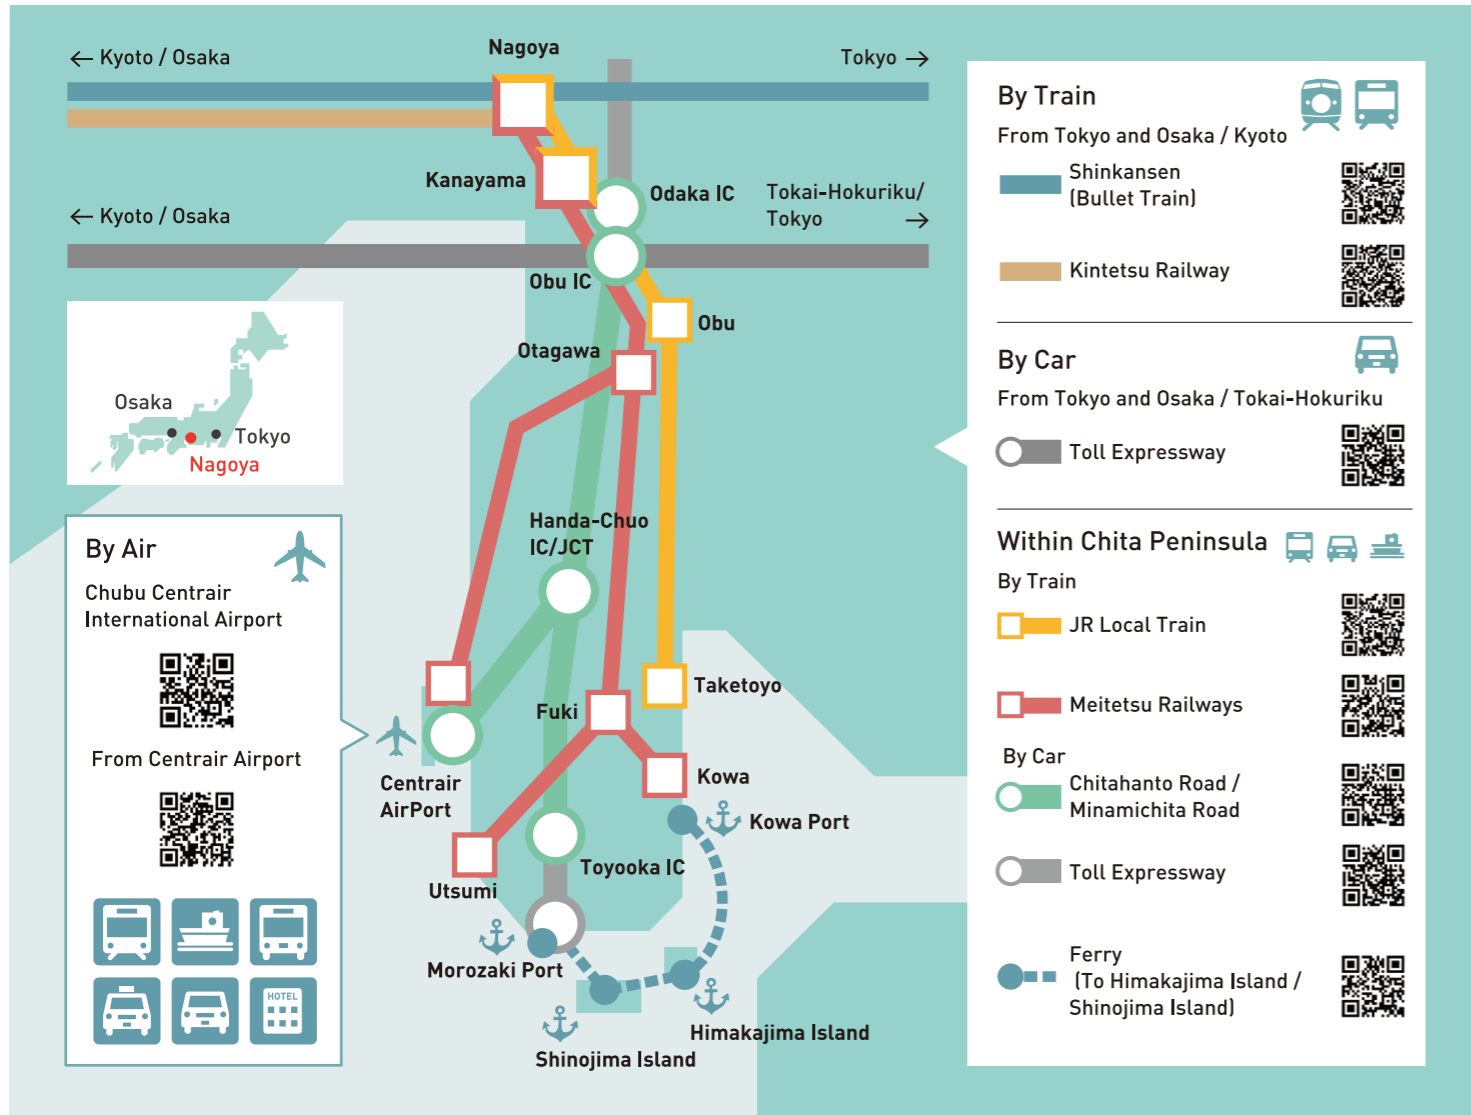 Nagoya
← Kyoto / Osaka
Tokyo →
Kanayama
Odaka IC
← Kyoto / Osaka
Tokai-Hokuriku/
Tokyo →
Obu IC
Obu
Otagawa
Osaka
Tokyo
Nagoya
Handa-Chuo
IC/JCT
Taketoyo
Fuki
Centrair
AirPort
Kowa
Kowa Port
Toyooka IC
Utsumi
Morozaki Port
Himakajima Island
Shinojima Island
By Air
Chubu Centrair
International Airport
From Centrair Airport
HOTEL
By Train
From Tokyo and Osaka / Kyoto
Shinkansen
(Bullet Train)
Kintetsu Railway
By Car
From Tokyo and Osaka / Tokai-Hokuriku
Toll Expressway
Within Chita Peninsula
By Train
JR Local Train
Meitetsu Railways
By Car
Chitahanto Road /
Minamichita Road
Toll Expressway
Ferry
(To Himakajima Island /
Shinojima Island)